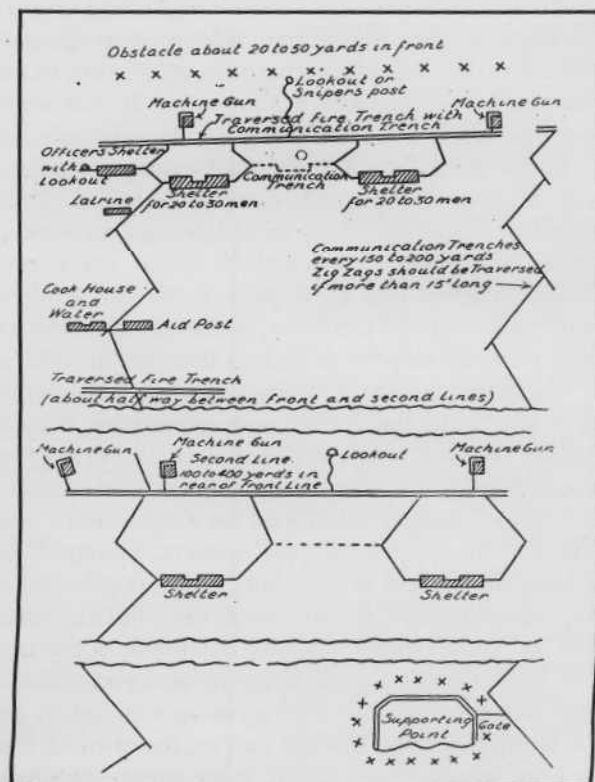 Obstacle about 20 to 50 yards in front
Lookout or
Snipers post
Machine Gun
Machine Gun
Traversed Fire Trench with
Communication Trench
Officers Shelter
with a
Lookout
Communication
Trench
Shelter
for 20 to 30 men
Shelter
for 20 to 30 men
Latrine
Communication Trenches
every 150 to 200 yards
Zig Zags should be Traversed
if more than 15' long
Cook House
and
Water
Aid Post
Traversed Fire Trench
(about half way between Front and second Lines)
Machine Gun
Machine Gun
Second Line
100 to 400 yards in
rear of Front Line
Lookout
Machine Gun
Shelter
Shelter
Supporting
Point
Gate